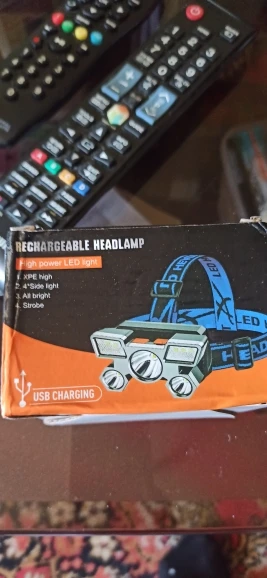 RECHARGEABLE HEADLAMP
High power LED light
1. XPE high
2. 4*Side light
3. All bright
4. Strobe
USB CHARGING